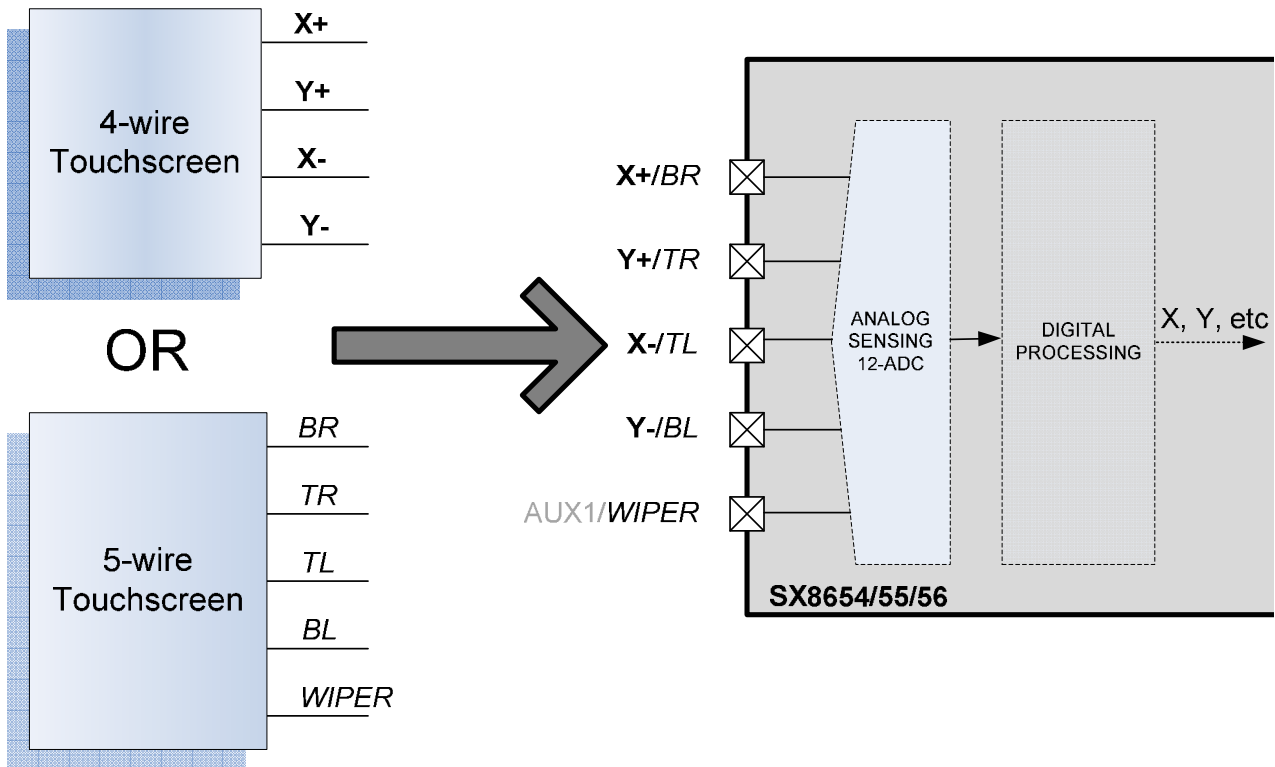 X+
Y+
X-
Y-
4-wire
Touchscreen
OR
BR
TR
TL
BL
WIPER
5-wire
Touchscreen
X+/BR
Y+/TR
X-/TL
Y-/BL
AUX1/WIPER
ANALOG
SENSING
12-ADC
DIGITAL
PROCESSING
X, Y, etc
SX8654/55/56